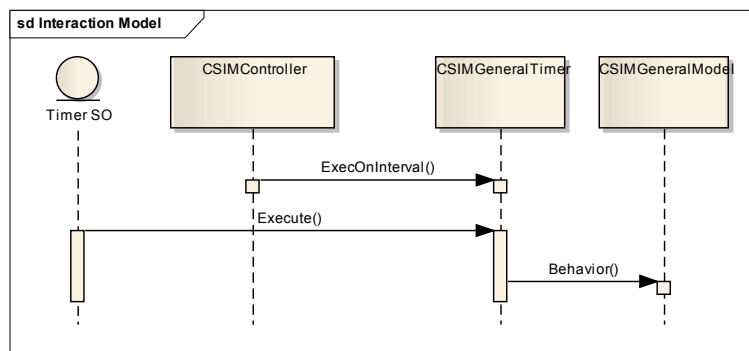 sd Interaction Model
CSIMController
CSIMGeneralTimer
CSIMGeneralModel
Timer SO
ExecOnInterval()
Execute()
Behavior()